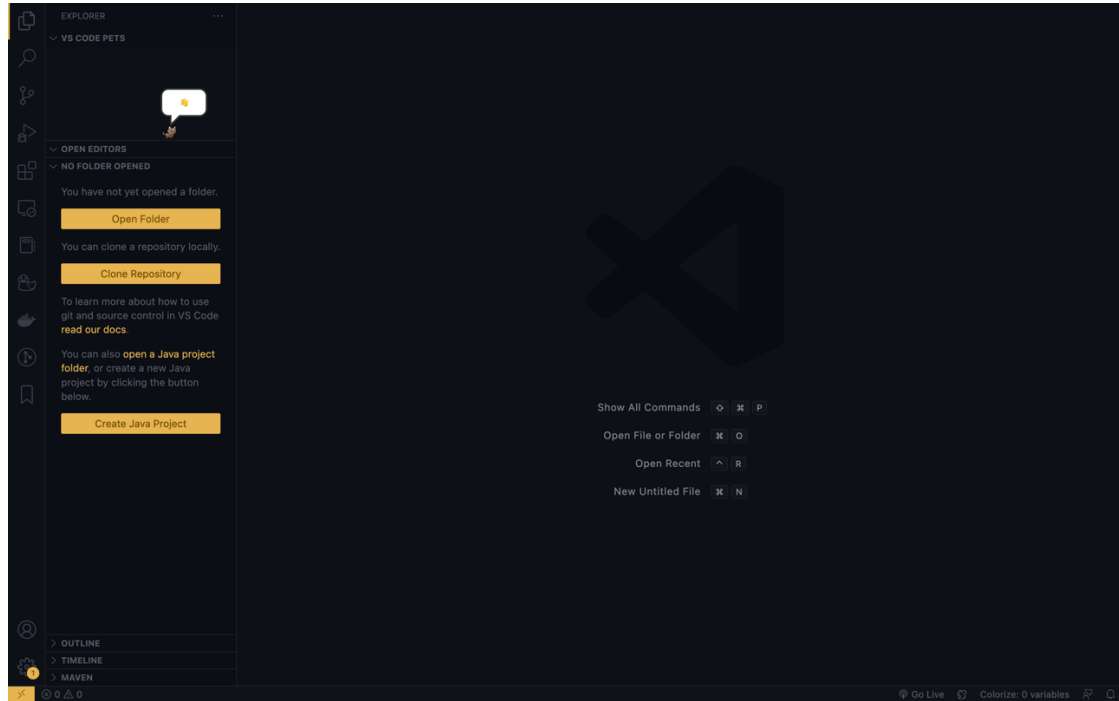 EXPLORER
VS CODE PETS
OPEN EDITORS
NO FOLDER OPENED
You have not yet opened a folder.
Open Folder
You can clone a repository locally.
Clone Repository
To learn more about how to use
git and source control in VS Code
read our docs.
You can also open a Java project
folder, or create a new Java
project by clicking the button
below.
Create Java Project
OUTLINE
TIMELINE
MAVEN
1
Show All Commands ⇧ ⌘ P
Open File or Folder ⌘ O
Open Recent ^ R
New Untitled File ⌘ N
0 0
Go Live Colorize: 0 variables